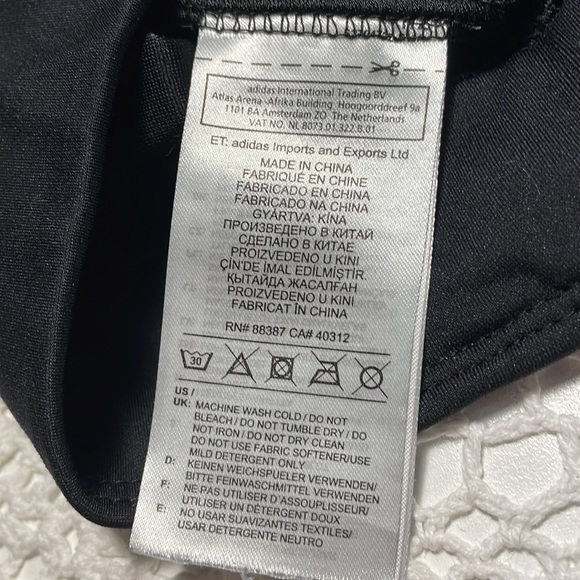 adidas International Trading BV
Atlas Arena -Afrika Building Hoogoorddreef 9a
1101 BA Amsterdam ZO The Netherlands
VAT NO. NL 8073.01.322.B.01
ET: adidas Imports and Exports Ltd
MADE IN CHINA
FABRIQUÉ EN CHINE
FABRICADO EN CHINA
FABRICADO NA CHINA
GYÁRTVA: KÍNA
ПРОИЗВЕДЕНО В КИТАЙ
СДЕЛАНО В КИТАЕ
PROIZVEDENO U KINI
ÇİN'DE İMAL EDİLMİŞTİR.
ҚЫТАЙДА ЖАСАЛҒАН
PROIZVEDENO U KINI
FABRICAT ÎN CHINA
RN# 88387 CA# 40312
30
US /
UK: MACHINE WASH COLD / DO NOT
BLEACH / DO NOT TUMBLE DRY / DO
NOT IRON / DO NOT DRY CLEAN
DO NOT USE FABRIC SOFTENER/USE
MILD DETERGENT ONLY
D: KEINEN WEICHSPUELER VERWENDEN/
BITTE FEINWASCHMITTEL VERWENDEN
F: NE PAS UTILISER D'ASSOUPLISSEUR/
UTILISER UN DÉTERGENT DOUX
E: NO USAR SUAVIZANTES TEXTILES/
USAR DETERGENTE NEUTRO